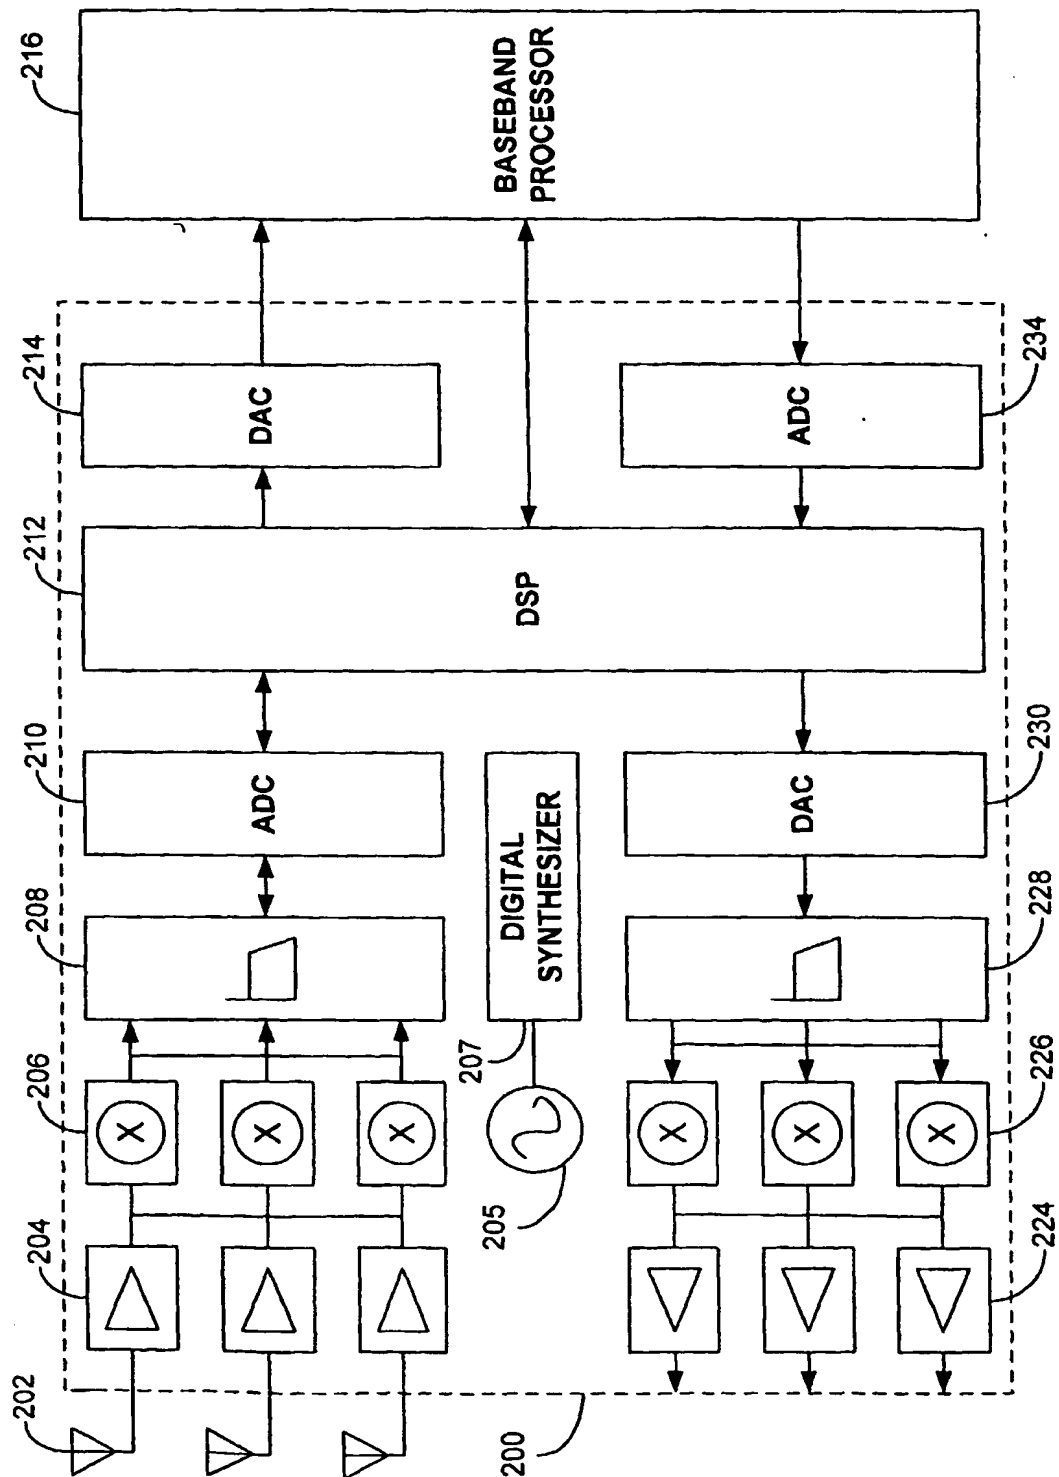 202
204
206
208
210
212
214
216
X
X
X
ADC
DSP
DAC
BASEBAND
PROCESSOR
205
207
DIGITAL
SYNTHESIZER
X
X
X
DAC
ADC
200
224
226
228
230
234